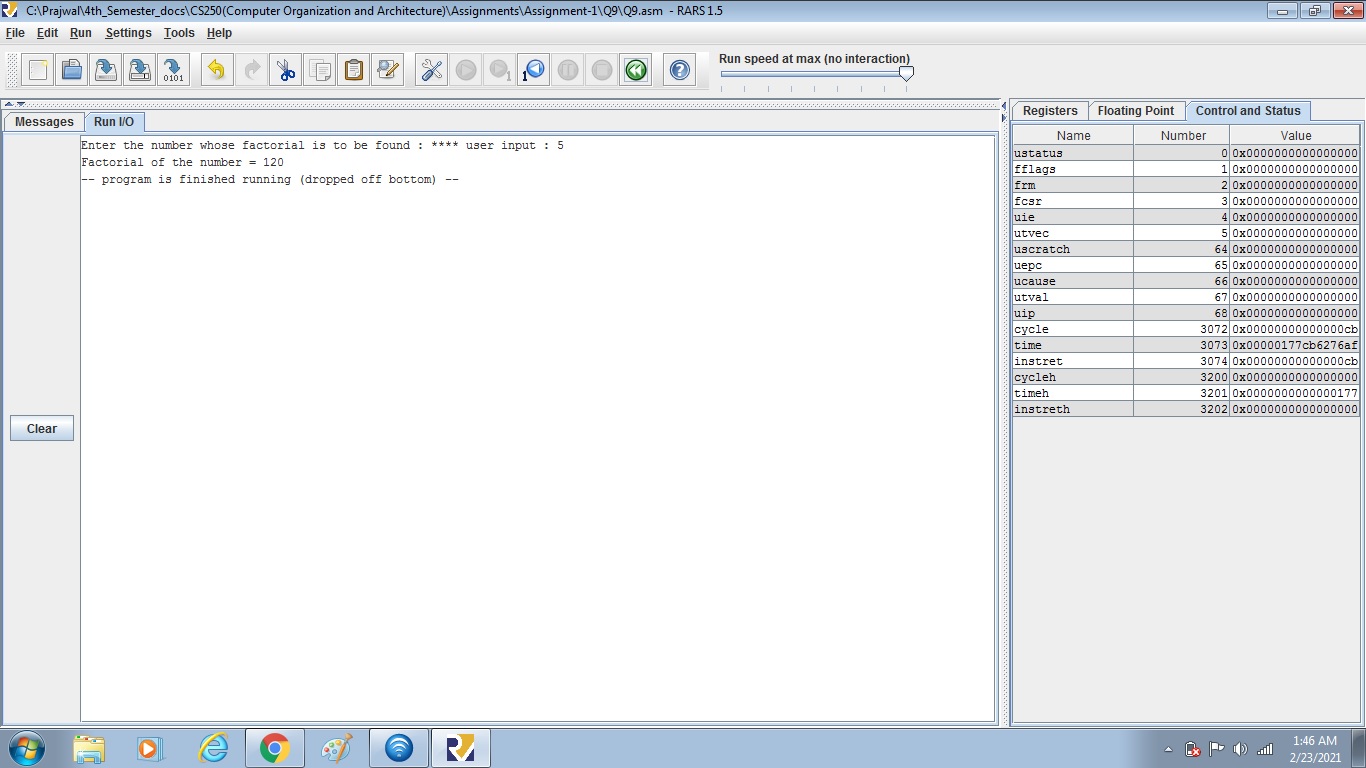 C:\Prajwal\4th_Semester_docs\CS250(Computer Organization and Architecture)\Assignments\Assignment-1\Q9\Q9.asm - RARS 1.5
File Edit Run Settings Tools Help
Run speed at max (no interaction)
Messages Run I/O
Enter the number whose factorial is to be found : **** user input : 5
Factorial of the number = 120
-- program is finished running (dropped off bottom) --
Clear
Registers Floating Point Control and Status
Name Number Value
ustatus 0 0x0000000000000000
fflags 1 0x0000000000000000
frm 2 0x0000000000000000
fcsr 3 0x0000000000000000
uie 4 0x0000000000000000
utvec 5 0x0000000000000000
uscratch 64 0x0000000000000000
uepc 65 0x0000000000000000
ucause 66 0x0000000000000000
utval 67 0x0000000000000000
uip 68 0x0000000000000000
cycle 3072 0x00000000000000cb
time 3073 0x00000177cb6276af
instret 3074 0x00000000000000cb
cycleh 3200 0x0000000000000000
timeh 3201 0x0000000000000177
instreth 3202 0x0000000000000000
1:46 AM
2/23/2021